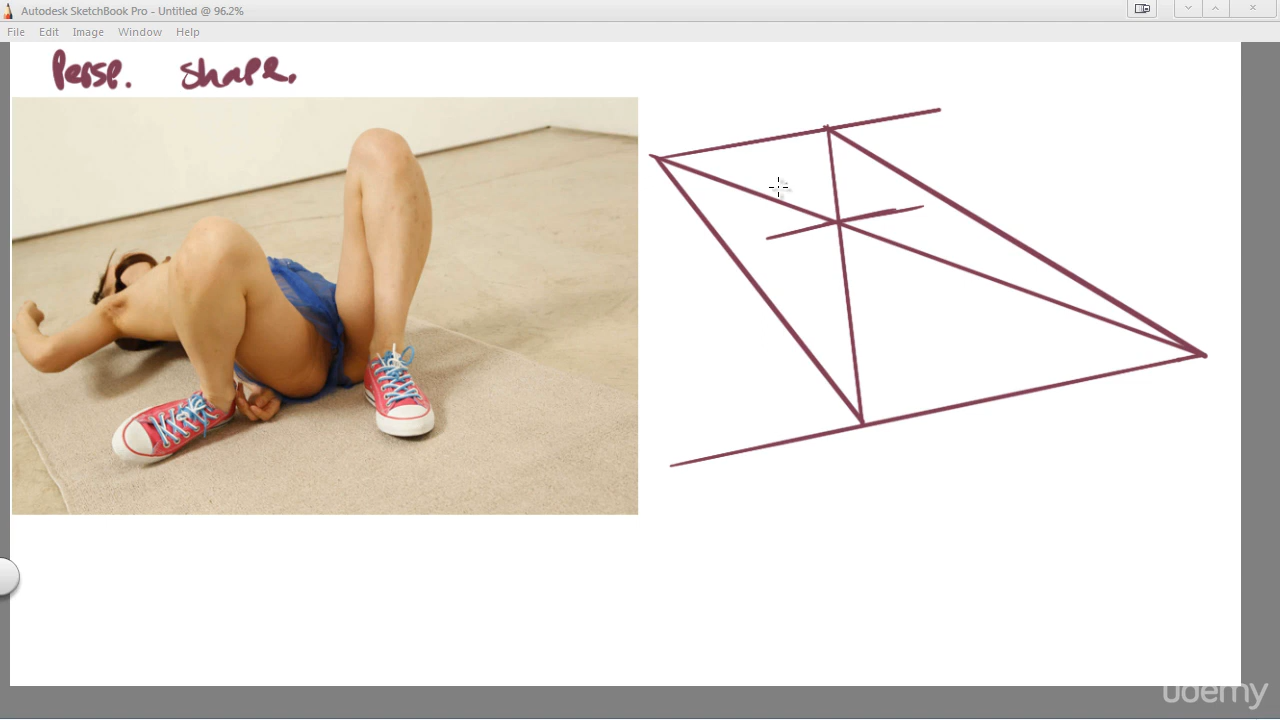 Autodesk SketchBook Pro - Untitled @ 96.2%
File Edit Image Window Help
Persp. Shape.
udemy